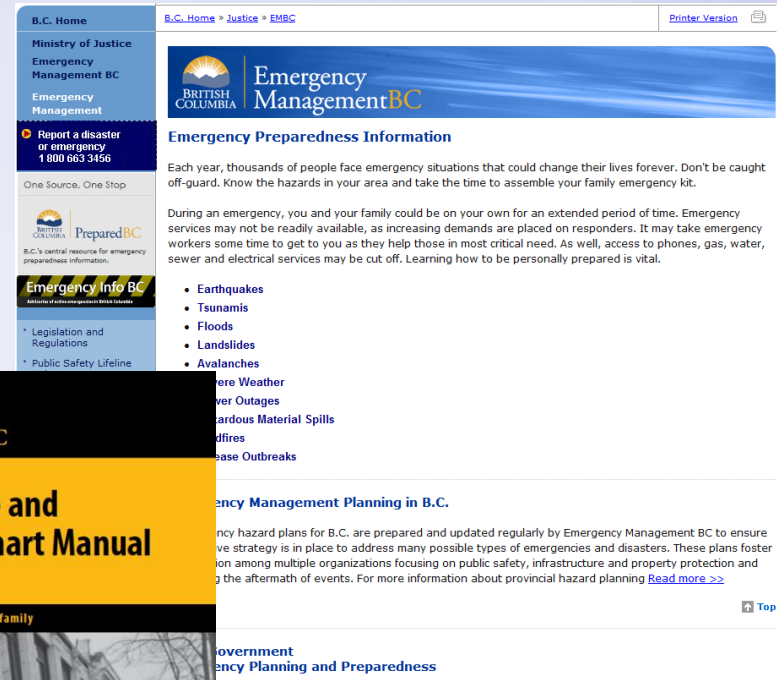 B.C. Home
Ministry of Justice
Emergency
Management BC
Emergency
Management
Report a disaster
or emergency
1 800 663 3456
One Source, One Stop
BRITISH
COLUMBIA
PreparedBC
B.C.'s central resource for emergency
preparedness information.
Emergency Info BC
* Legislation and
Regulations
* Public Safety Lifeline
B.C. Home » Justice » EMBC
Printer Version
BRITISH
COLUMBIA
Emergency
ManagementBC
Emergency Preparedness Information
Each year, thousands of people face emergency situations that could change their lives forever. Don't be caught
off-guard. Know the hazards in your area and take the time to assemble your family emergency kit.
During an emergency, you and your family could be on your own for an extended period of time. Emergency
services may not be readily available, as increasing demands are placed on responders. It may take emergency
workers some time to get to you as they help those in most critical need. As well, access to phones, gas, water,
sewer and electrical services may be cut off. Learning how to be personally prepared is vital.
• Earthquakes
• Tsunamis
• Floods
• Landslides
• Avalanches
Weather
Outages
Material Spills
Outbreaks
Management Planning in B.C.
hazard plans for B.C. are prepared and updated regularly by Emergency Management BC to ensure
strategy is in place to address many possible types of emergencies and disasters. These plans foster
among multiple organizations focusing on public safety, infrastructure and property protection and
the aftermath of events. For more information about provincial hazard planning Read more >>
Top
Government
Planning and Preparedness
and
Manual
family